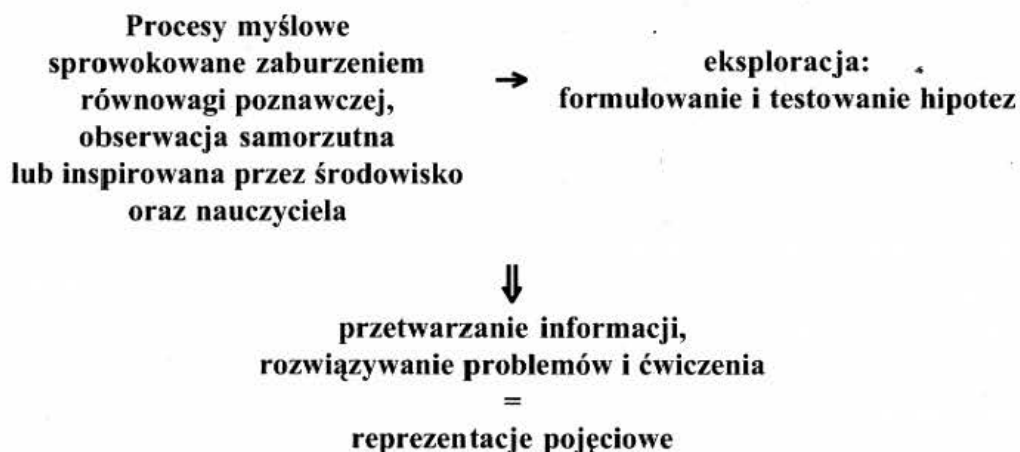 Procesy myślowe
sprowokowane zaburzeniem
równowagi poznawczej,
obserwacja samorzutna
lub inspirowana przez środowisko
oraz nauczyciela
→
eksploracja:
formułowanie i testowanie hipotez
⇓
przetwarzanie informacji,
rozwiązywanie problemów i ćwiczenia
=
reprezentacje pojęciowe